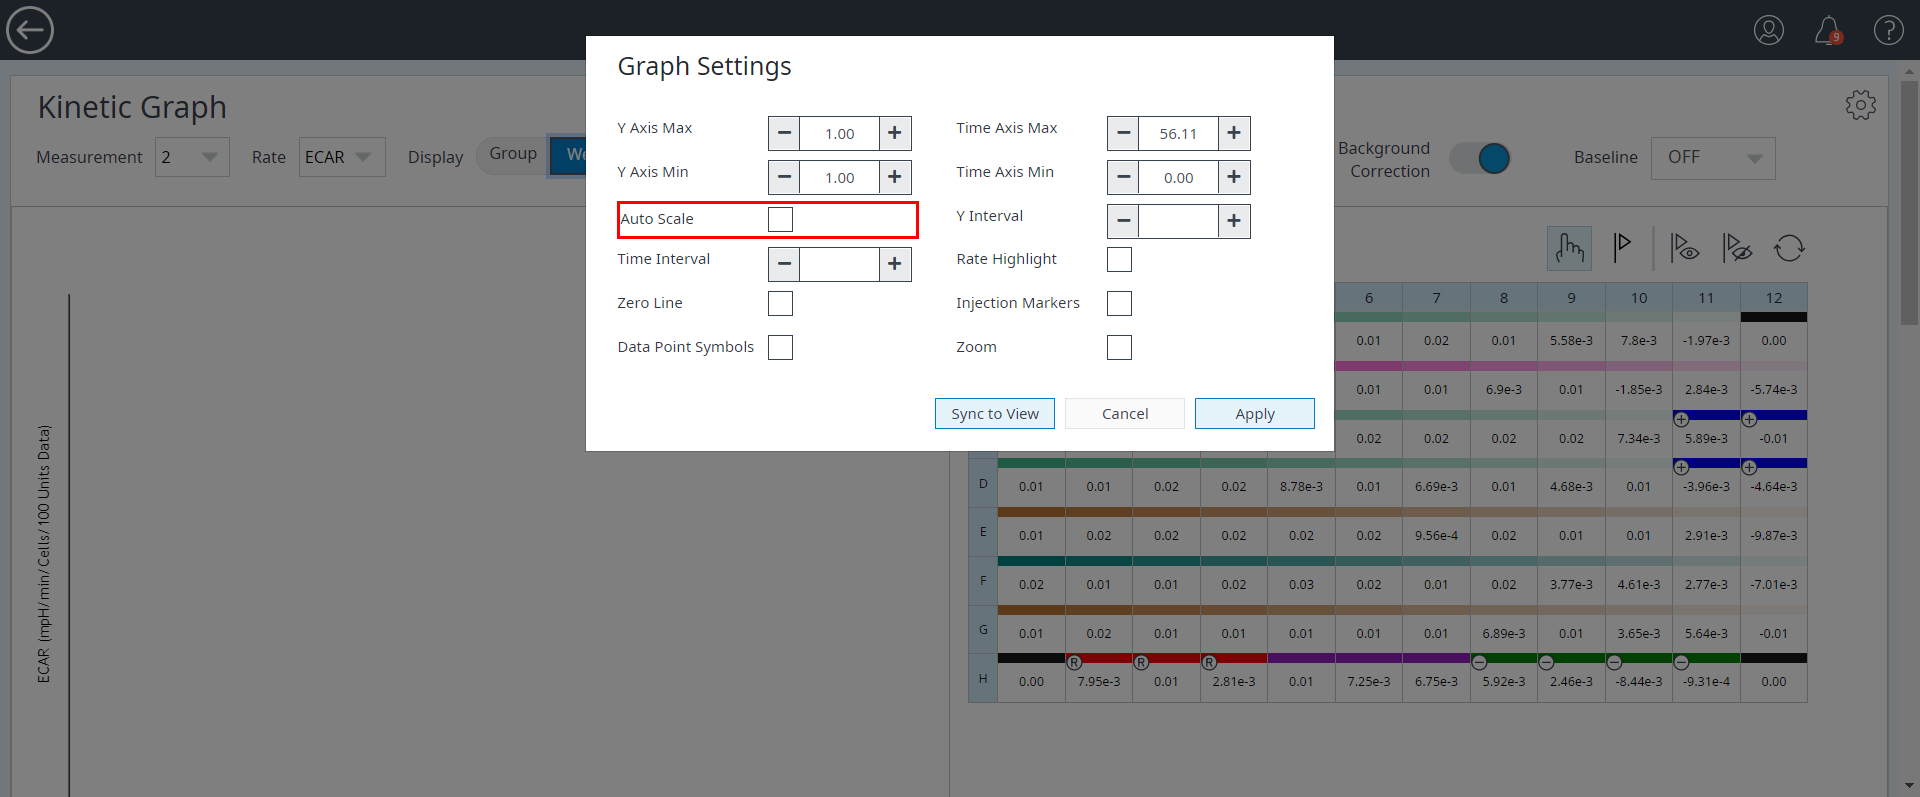 9
Graph Settings
Y Axis Max 1.00 Time Axis Max 56.11
Y Axis Min 1.00 Time Axis Min 0.00
Auto Scale Y Interval
Time Interval Rate Highlight
Zero Line Injection Markers
Data Point Symbols Zoom
Sync to View Cancel Apply
Kinetic Graph
Measurement 2 Rate ECAR Display Group We
Background Correction Baseline OFF
ECAR (mpH/min/Cells/100 Units Data)
6 7 8 9 10 11 12
0.01 0.02 0.01 5.58e-3 7.8e-3 -1.97e-3 0.00
0.01 0.01 6.9e-3 0.01 -1.85e-3 2.84e-3 -5.74e-3
0.02 0.02 0.02 0.02 7.34e-3 5.89e-3 -0.01
D 0.01 0.01 0.02 0.02 8.78e-3 0.01 6.69e-3 0.01 4.68e-3 0.01 -3.96e-3 -4.64e-3
E 0.01 0.02 0.02 0.02 0.02 0.02 9.56e-4 0.02 0.01 0.01 2.91e-3 -9.87e-3
F 0.02 0.01 0.01 0.02 0.03 0.02 0.01 0.02 3.77e-3 4.61e-3 2.77e-3 -7.01e-3
G 0.01 0.02 0.01 0.01 0.01 0.01 0.01 6.89e-3 0.01 3.65e-3 5.64e-3 -0.01
R R R
H 0.00 7.95e-3 0.01 2.81e-3 0.01 7.25e-3 6.75e-3 5.92e-3 2.46e-3 -8.44e-3 -9.31e-4 0.00